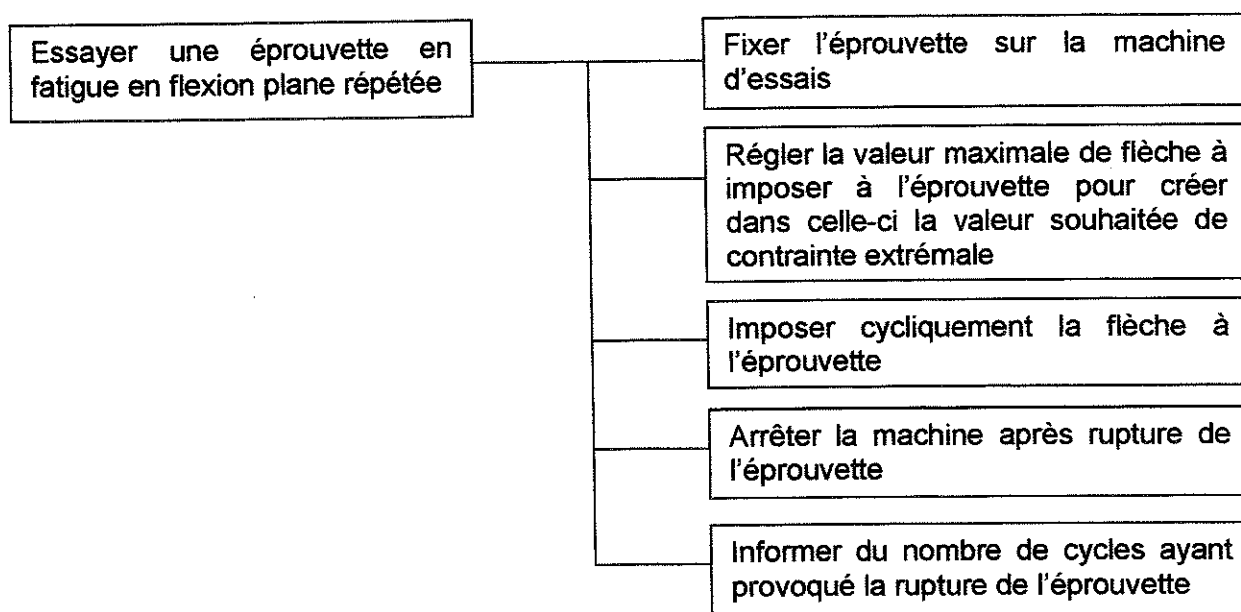 Essayer une éprouvette en
fatigue en flexion plane répétée
Fixer l'éprouvette sur la machine
d'essais
Régler la valeur maximale de flèche à
imposer à l'éprouvette pour créer
dans celle-ci la valeur souhaitée de
contrainte extrémale
Imposer cycliquement la flèche à
l'éprouvette
Arrêter la machine après rupture de
l'éprouvette
Informer du nombre de cycles ayant
provoqué la rupture de l'éprouvette